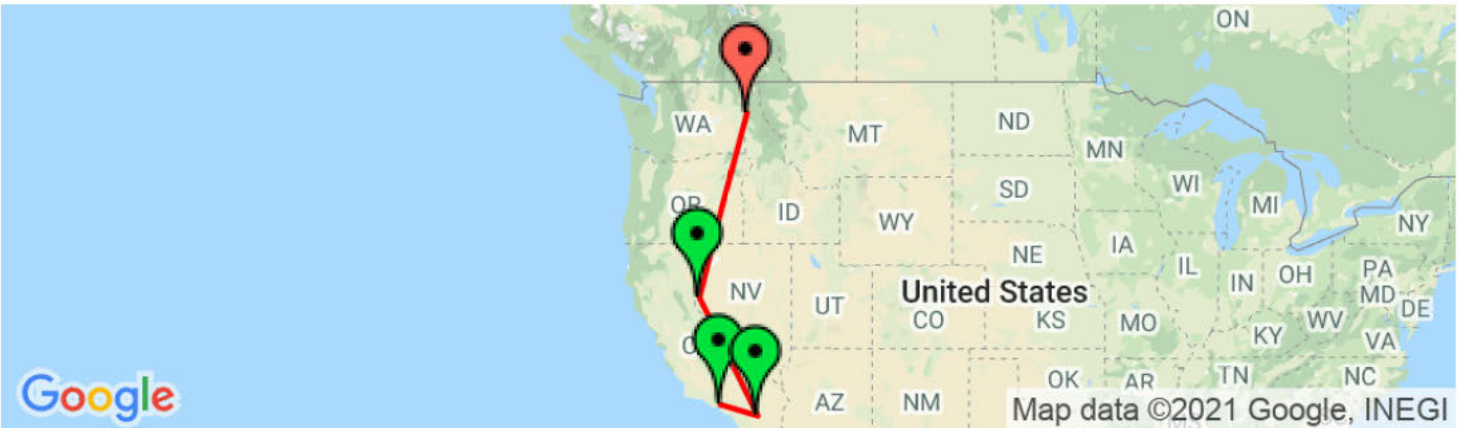 ON
WA
MT
ND
MN
OR
ID
SD
WI
MI
NY
WY
IA
NE
NV
UT
United States
CO
IL
IN
OH
PA
MD
DE
KS
MO
WV
KY
VA
Google
AZ
NM
OK
AR
TN
NC
Map data ©2021 Google, INEGI